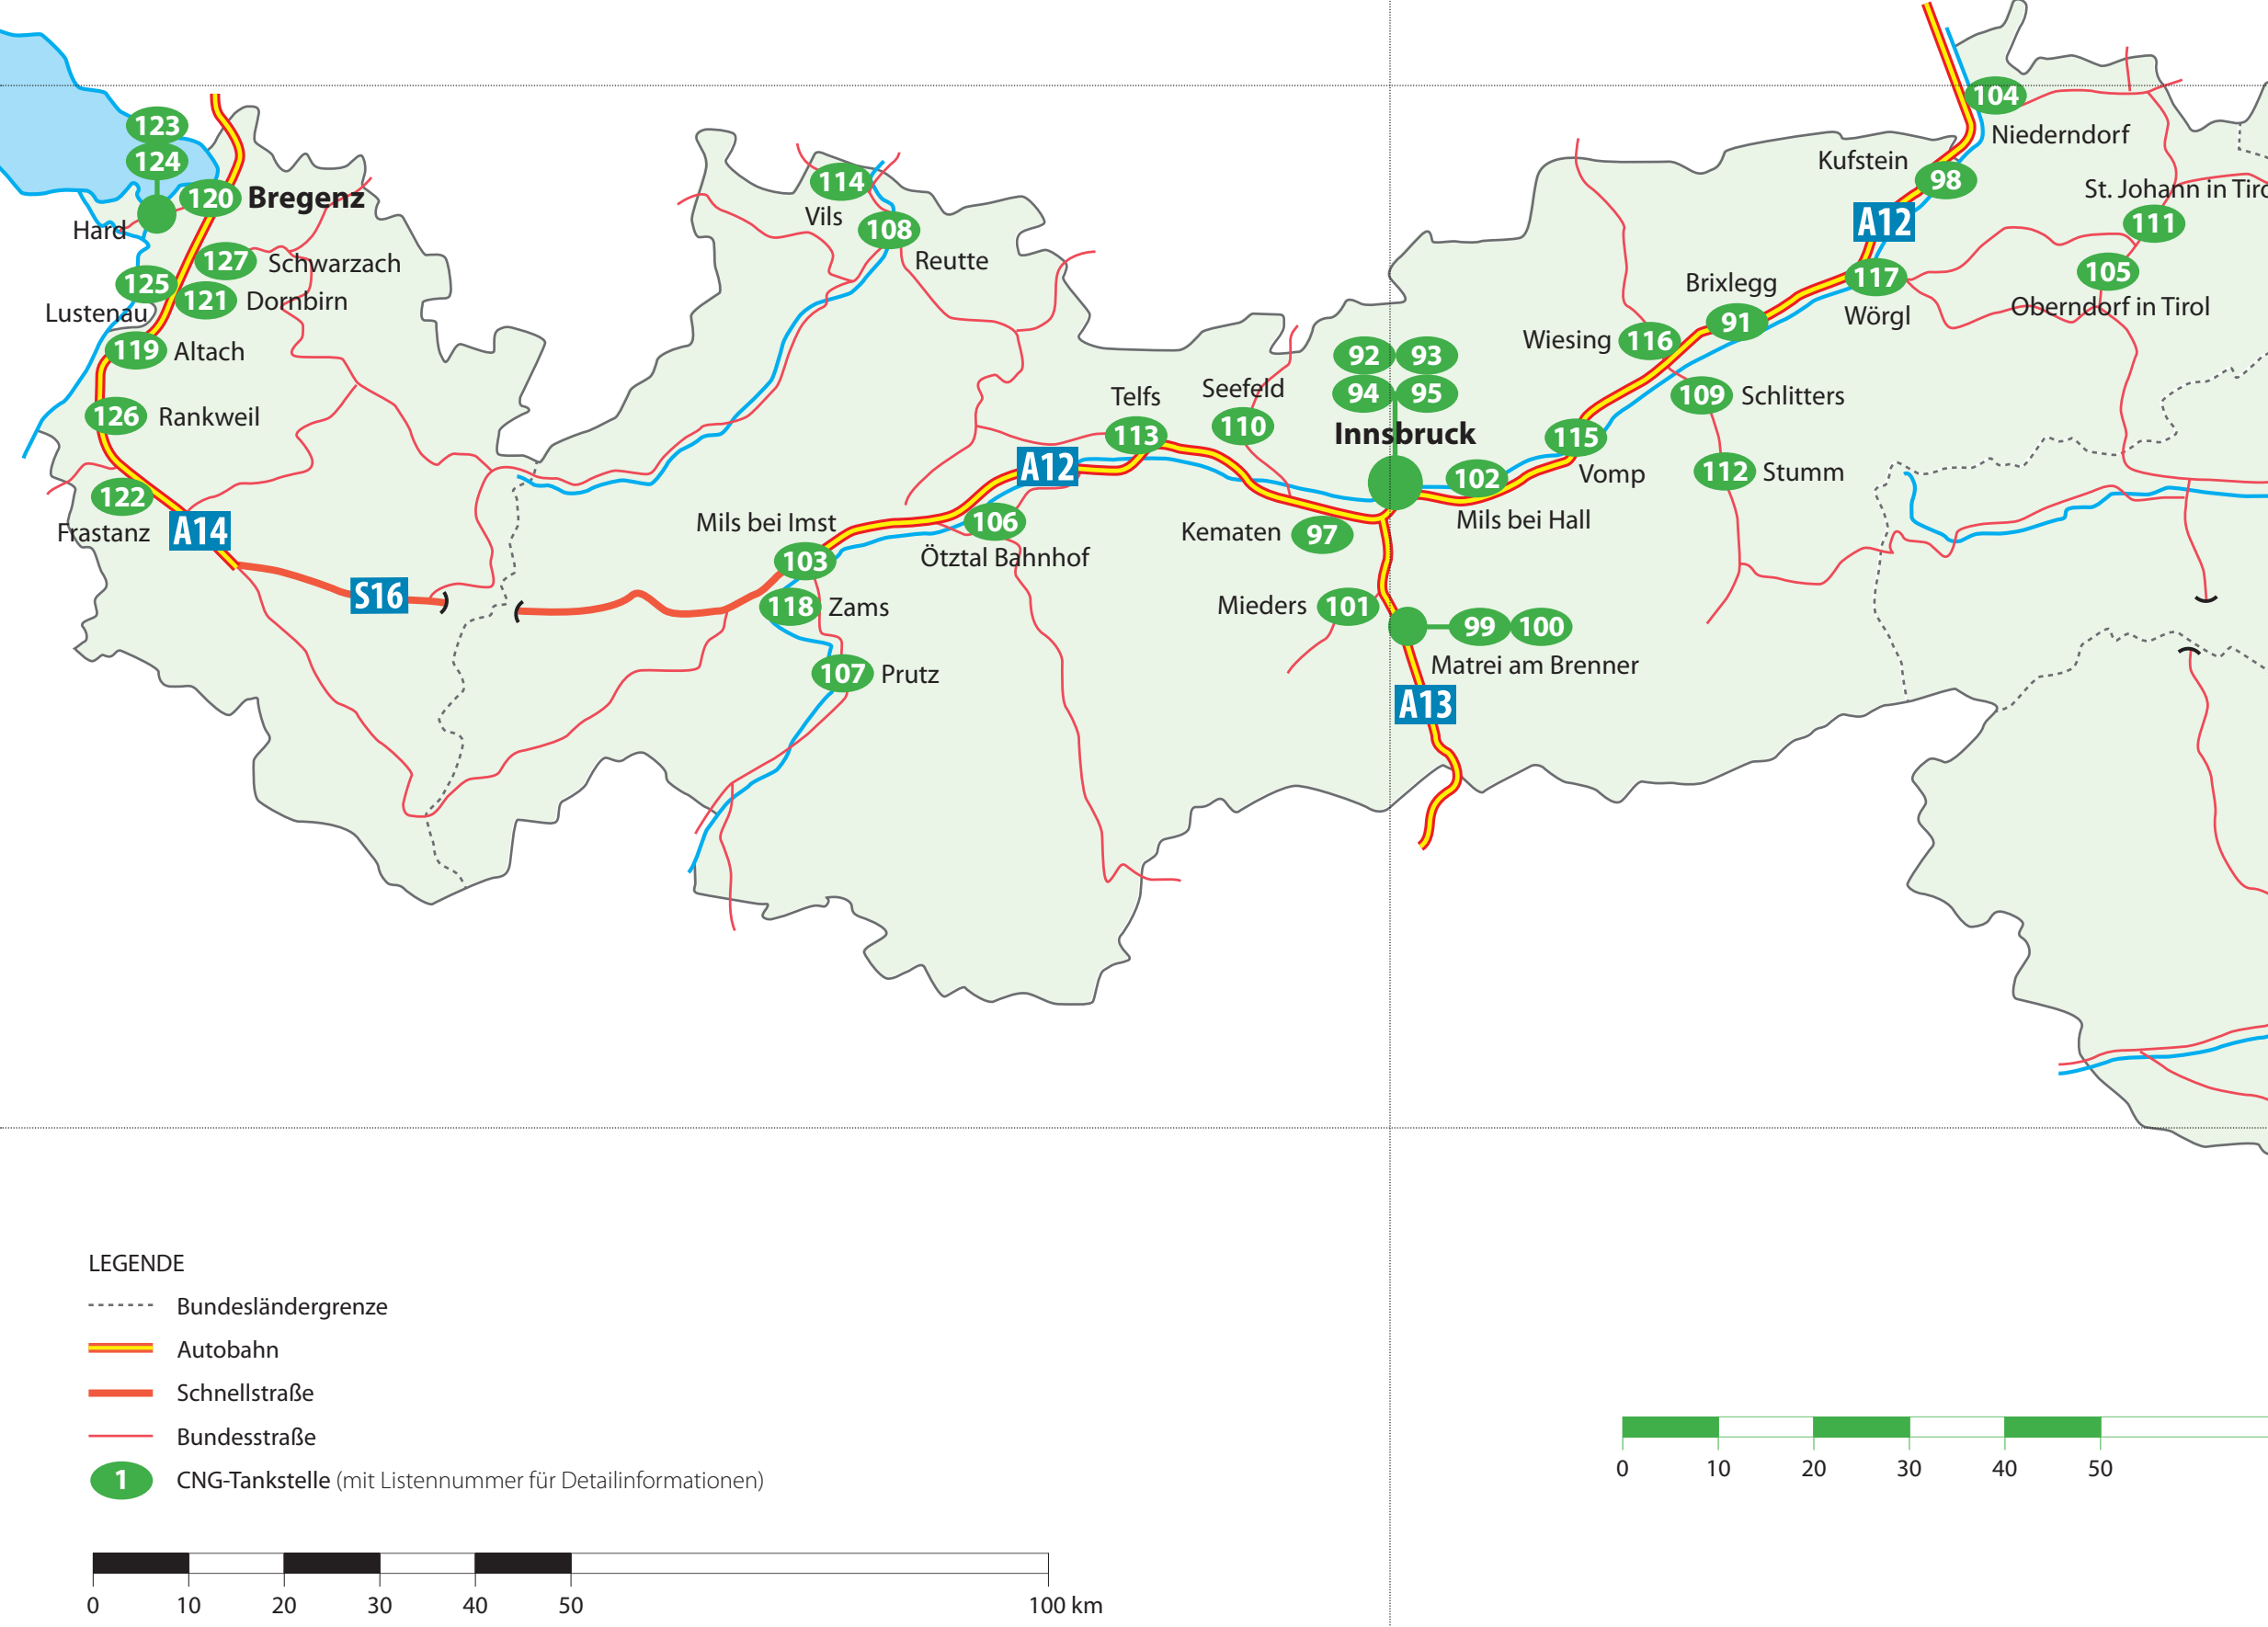 123
124
120 Bregenz
Hard
127 Schwarzach
125
121 Dornbirn
Lustenau
119 Altach
126 Rankweil
122
Frastanz
A14
S16
114
Vils
108
Reutte
Mils bei Imst
103
118 Zams
107 Prutz
A12
106
Ötztal Bahnhof
Telfs
113
Seefeld
110
92 93
94 95
Innsbruck
Kematen 97
102
Mils bei Hall
115
Vomp
Mieders 101
99 100
Matrei am Brenner
A13
Wiesing 116
Brixlegg
91
109 Schlitters
112 Stumm
104
Niederndorf
Kufstein
98
A12
117
Wörgl
St. Johann in Tiro
111
105
Oberndorf in Tirol
LEGENDE
Bundesländergrenze
Autobahn
Schnellstraße
Bundesstraße
1 CNG-Tankstelle (mit Listennummer für Detailinformationen)
0 10 20 30 40 50 100 km
0 10 20 30 40 50